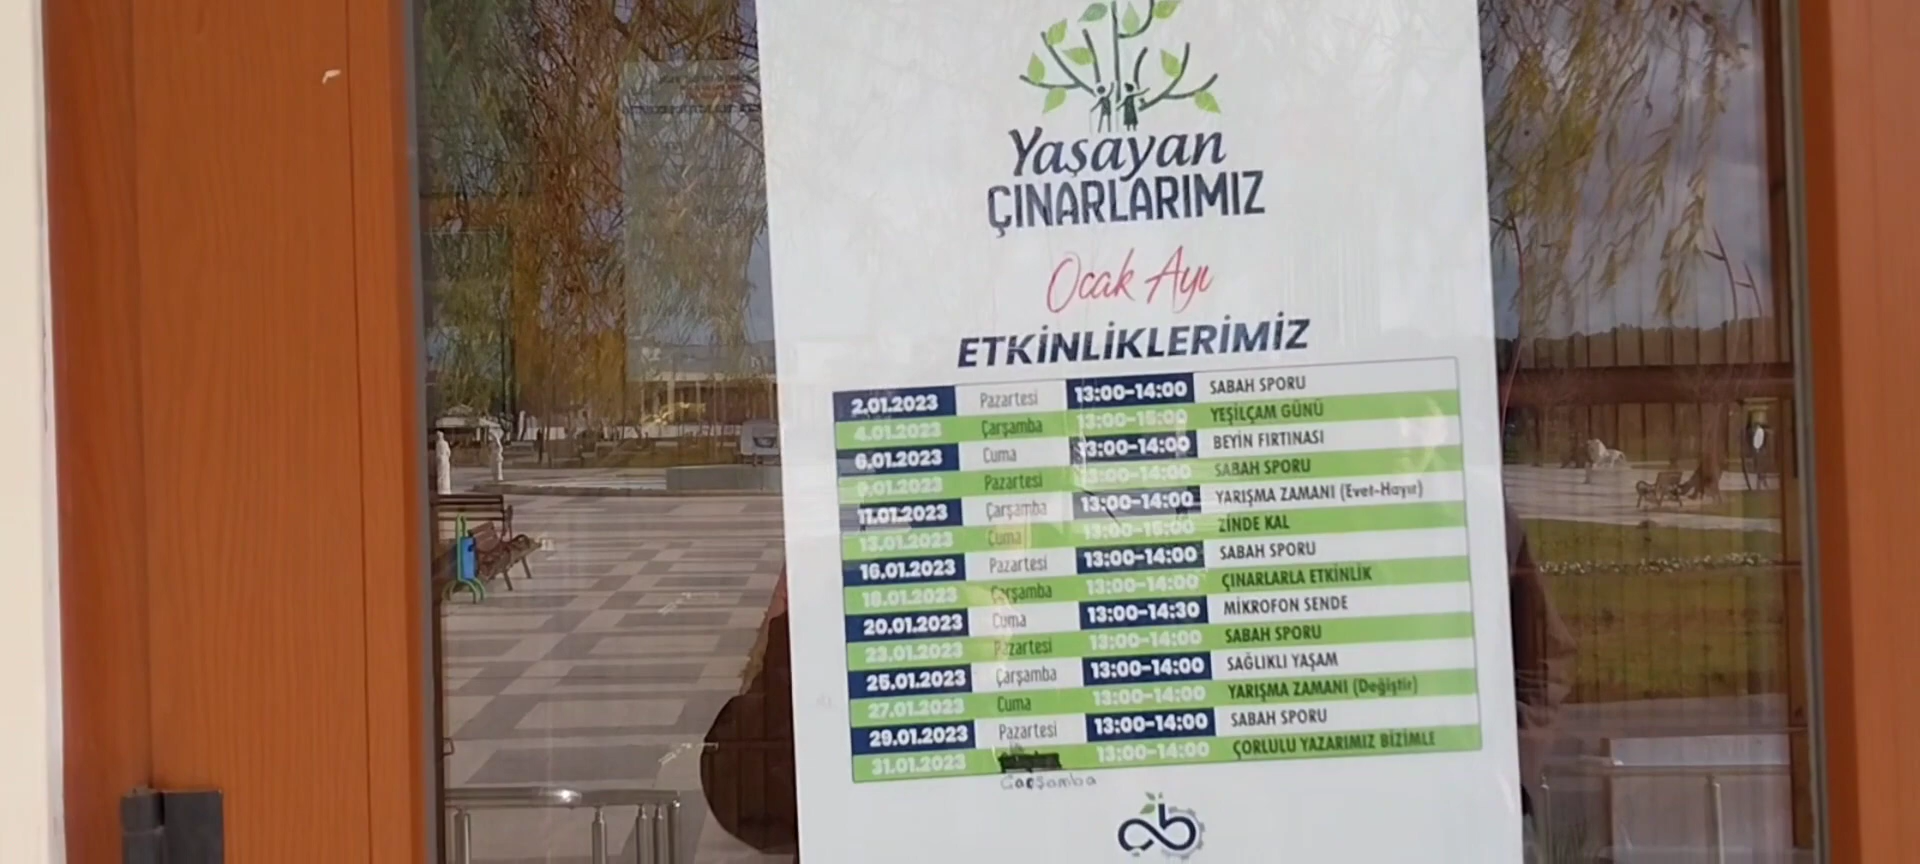 Yaşayan
ÇINARLARIMIZ
Ocak Ayı
ETKİNLİKLERİMİZ
2.01.2023 Pazartesi 13:00-14:00 SABAH SPORU
4.01.2023 Çarşamba 13:00-15:00 YEŞİLÇAM GÜNÜ
6.01.2023 Cuma 13:00-14:00 BEYİN FIRTINASI
9.01.2023 Pazartesi 13:00-14:00 SABAH SPORU
11.01.2023 Çarşamba 13:00-14:00 YARIŞMA ZAMANI (Evet-Hayır)
13.01.2023 Cuma 13:00-15:00 ZİNDE KAL
16.01.2023 Pazartesi 13:00-14:00 SABAH SPORU
18.01.2023 Çarşamba 13:00-14:00 ÇINARLARLA ETKİNLİK
20.01.2023 Cuma 13:00-14:30 MİKROFON SENDE
23.01.2023 Pazartesi 13:00-14:00 SABAH SPORU
25.01.2023 Çarşamba 13:00-14:00 SAĞLIKLI YAŞAM
27.01.2023 Cuma 13:00-14:00 YARIŞMA ZAMANI (Değiştir)
29.01.2023 Pazartesi 13:00-14:00 SABAH SPORU
31.01.2023 13:00-14:00 ÇORLULU YAZARIMIZ BİZİMLE
Çarşamba